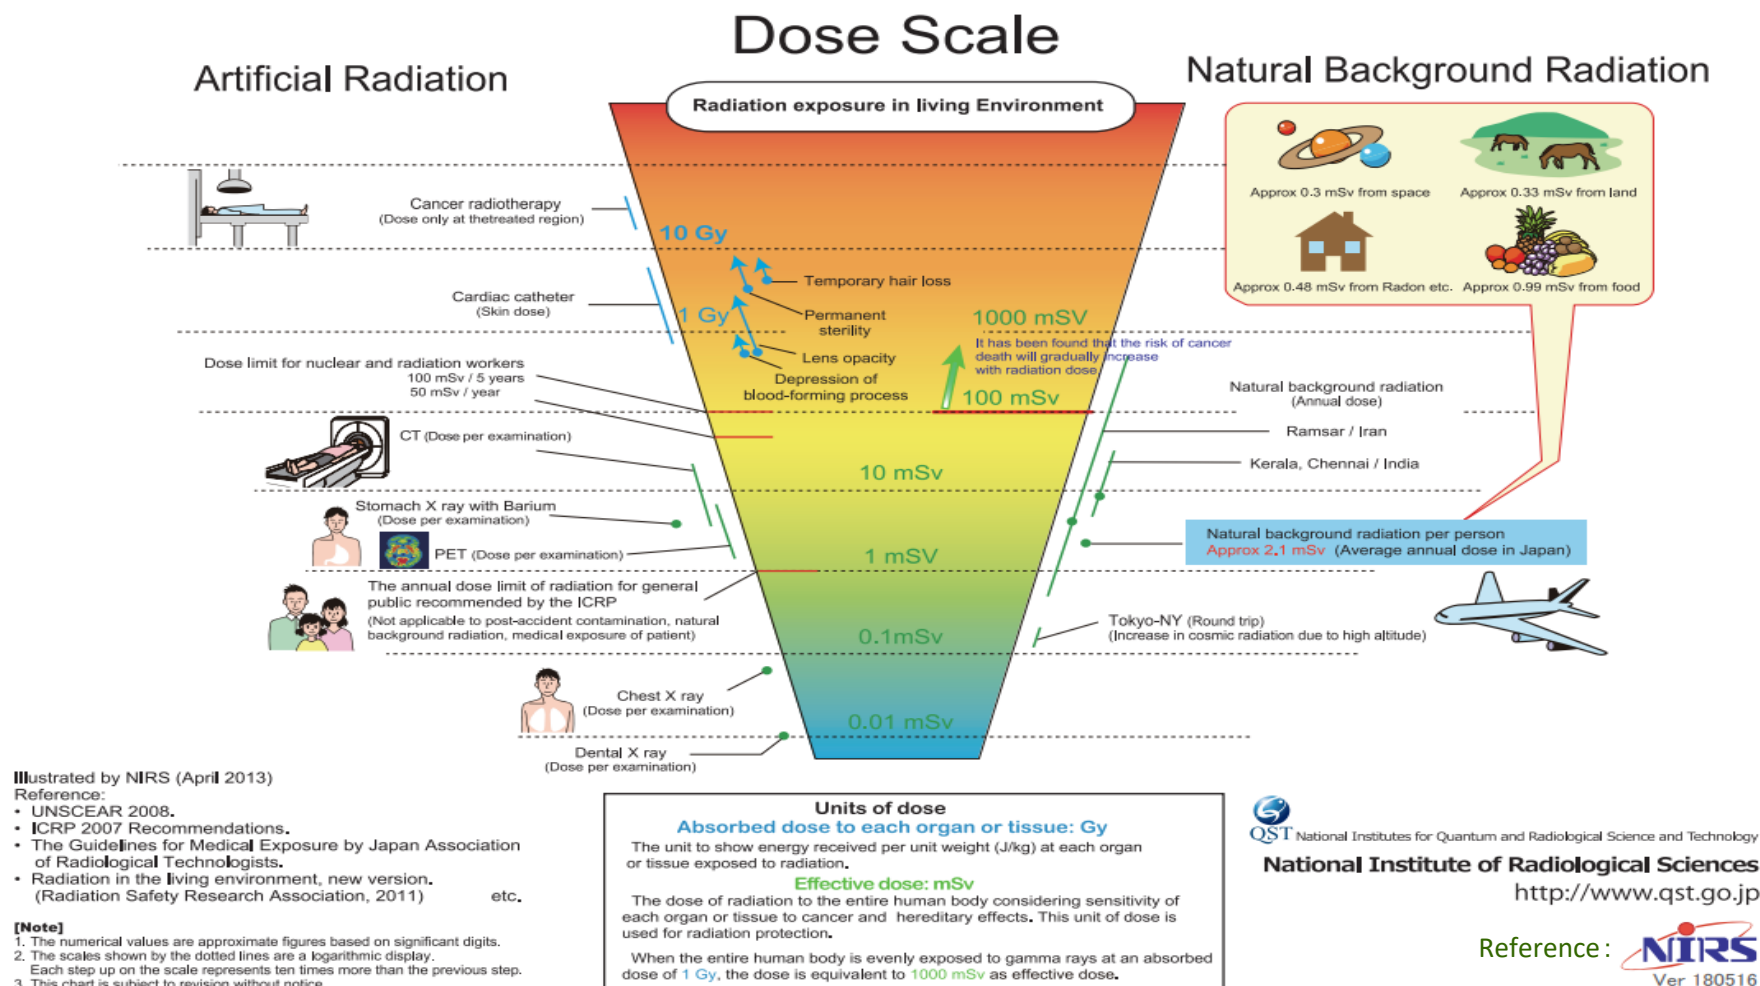 Dose Scale
Artificial Radiation
Natural Background Radiation
Radiation exposure in living Environment
Approx 0.3 mSv from space
Approx 0.33 mSv from land
Approx 0.48 mSv from Radon etc.
Approx 0.99 mSv from food
Cancer radiotherapy
(Dose only at thetreated region)
10 Gy
Temporary hair loss
Cardiac catheter
(Skin dose)
1 Gy
Permanent
sterility
1000 mSV
It has been found that the risk of cancer
death will gradually increase
with radiation dose.
Lens opacity
Depression of
blood-forming process
Dose limit for nuclear and radiation workers
100 mSv / 5 years
50 mSv / year
100 mSv
Natural background radiation
(Annual dose)
Ramsar / Iran
CT (Dose per examination)
Kerala, Chennai / India
10 mSv
Stomach X ray with Barium
(Dose per examination)
PET (Dose per examination)
1 mSV
Natural background radiation per person
Approx 2.1 mSv (Average annual dose in Japan)
The annual dose limit of radiation for general
public recommended by the ICRP
(Not applicable to post-accident contamination, natural
background radiation, medical exposure of patient)
0.1mSv
Tokyo-NY (Round trip)
(Increase in cosmic radiation due to high altitude)
Chest X ray
(Dose per examination)
0.01 mSv
Dental X ray
(Dose per examination)
Illustrated by NIRS (April 2013)
Reference:
• UNSCEAR 2008.
• ICRP 2007 Recommendations.
• The Guidelines for Medical Exposure by Japan Association
of Radiological Technologists.
• Radiation in the living environment, new version.
(Radiation Safety Research Association, 2011) etc.
[Note]
1. The numerical values are approximate figures based on significant digits.
2. The scales shown by the dotted lines are a logarithmic display.
Each step up on the scale represents ten times more than the previous step.
3. This chart is subject to revision without notice.
Units of dose
Absorbed dose to each organ or tissue: Gy
The unit to show energy received per unit weight (J/kg) at each organ
or tissue exposed to radiation.
Effective dose: mSv
The dose of radiation to the entire human body considering sensitivity of
each organ or tissue to cancer and hereditary effects. This unit of dose is
used for radiation protection.
When the entire human body is evenly exposed to gamma rays at an absorbed
dose of 1 Gy, the dose is equivalent to 1000 mSv as effective dose.
QST National Institutes for Quantum and Radiological Science and Technology
National Institute of Radiological Sciences
http://www.qst.go.jp
Reference : NIRS
Ver 180516